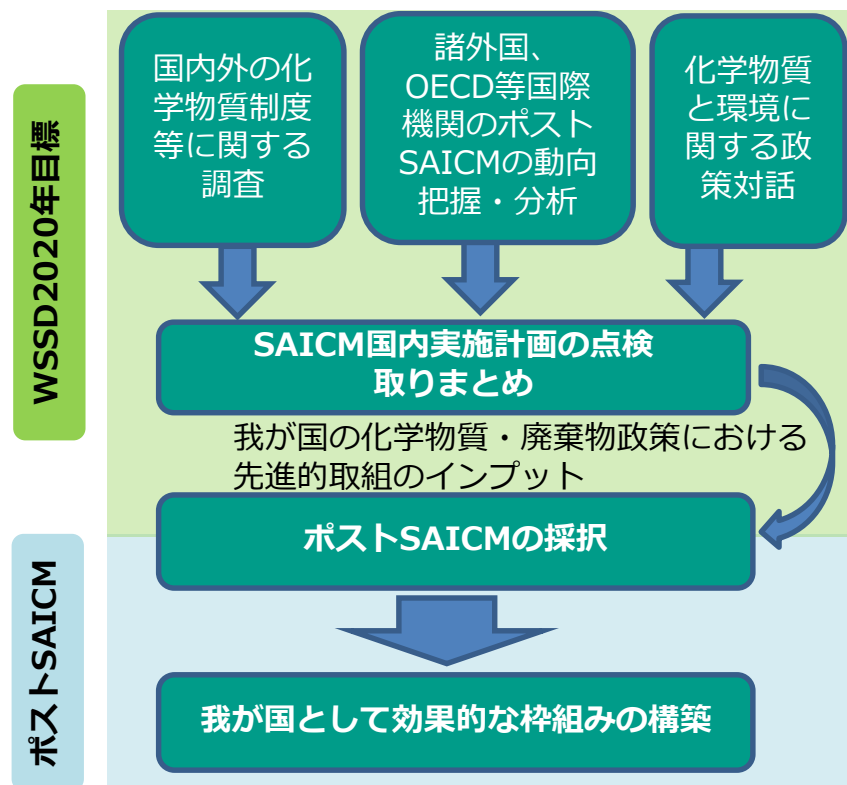 WSSD2020年目標
国内外の化
学物質制度
等に関する
調査
諸外国、
OECD等国際
機関のポスト
SAICMの動向
把握・分析
化学物質
と環境に
関する政
策対話
SAICM国内実施計画の点検
取りまとめ
我が国の化学物質・廃棄物政策における
先進的取組のインプット
ポストSAICMの採択
ポストSAICM
我が国として効果的な枠組みの構築